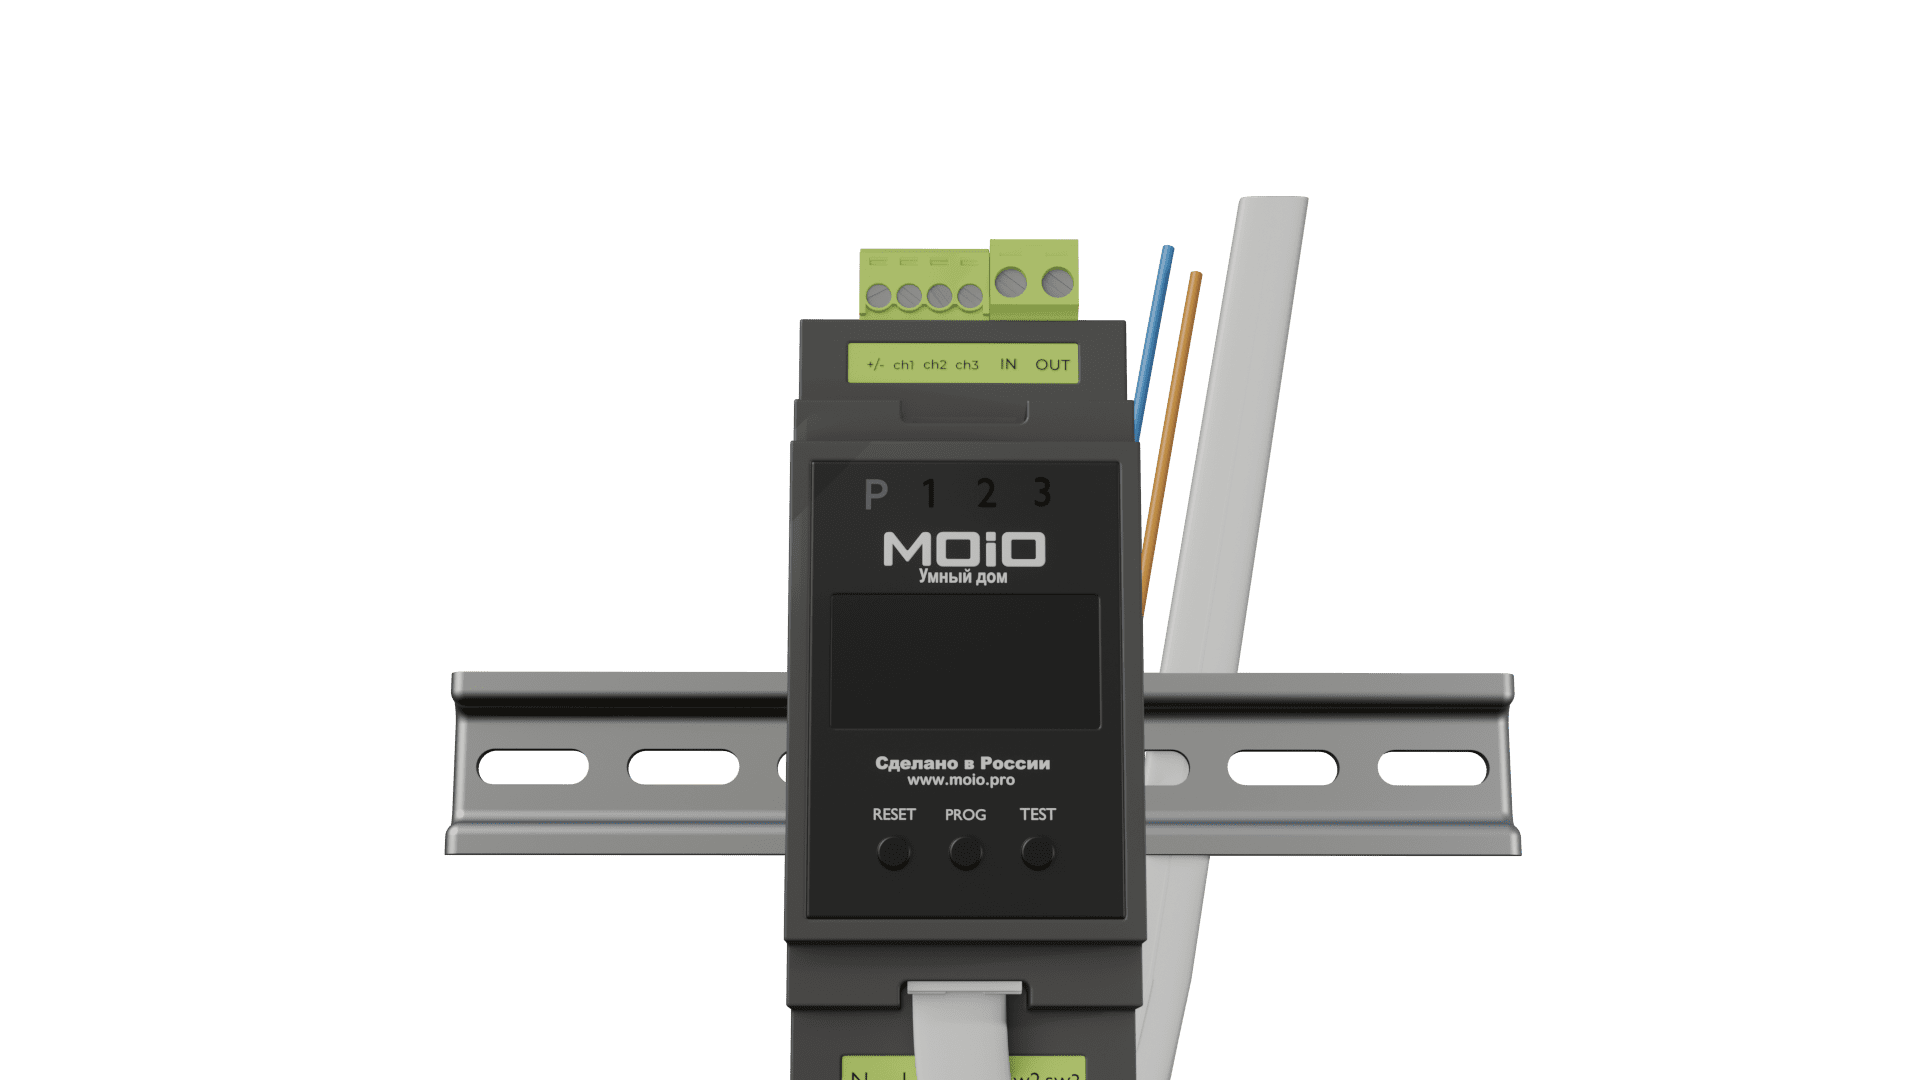 +/- ch1 ch2 ch3 IN OUT
P 1 2 3
MOiO
Умный дом
Сделано в России
www.moio.pro
RESET PROG TEST